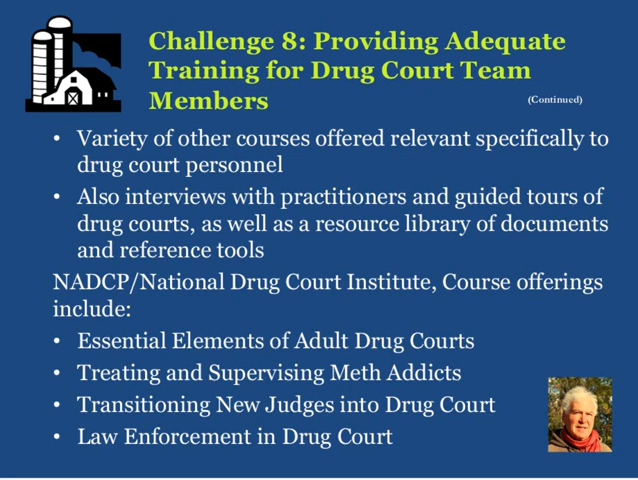 Challenge 8: Providing Adequate
Training for Drug Court Team
Members (Continued)
• Variety of other courses offered relevant specifically to
drug court personnel
• Also interviews with practitioners and guided tours of
drug courts, as well as a resource library of documents
and reference tools
NADCP/National Drug Court Institute, Course offerings
include:
• Essential Elements of Adult Drug Courts
• Treating and Supervising Meth Addicts
• Transitioning New Judges into Drug Court
• Law Enforcement in Drug Court